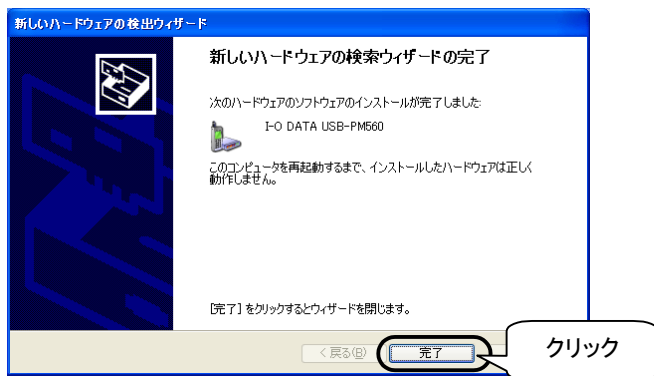 新しいハードウェアの検出ウィザード
新しいハードウェアの検索ウィザードの完了
次のハードウェアのソフトウェアのインストールが完了しました:
I-O DATA USB-PM560
このコンピュータを再起動するまで、インストールしたハードウェアは正しく
動作しません。
[完了] をクリックするとウィザードを閉じます。
< 戻る(B)
完了
クリック